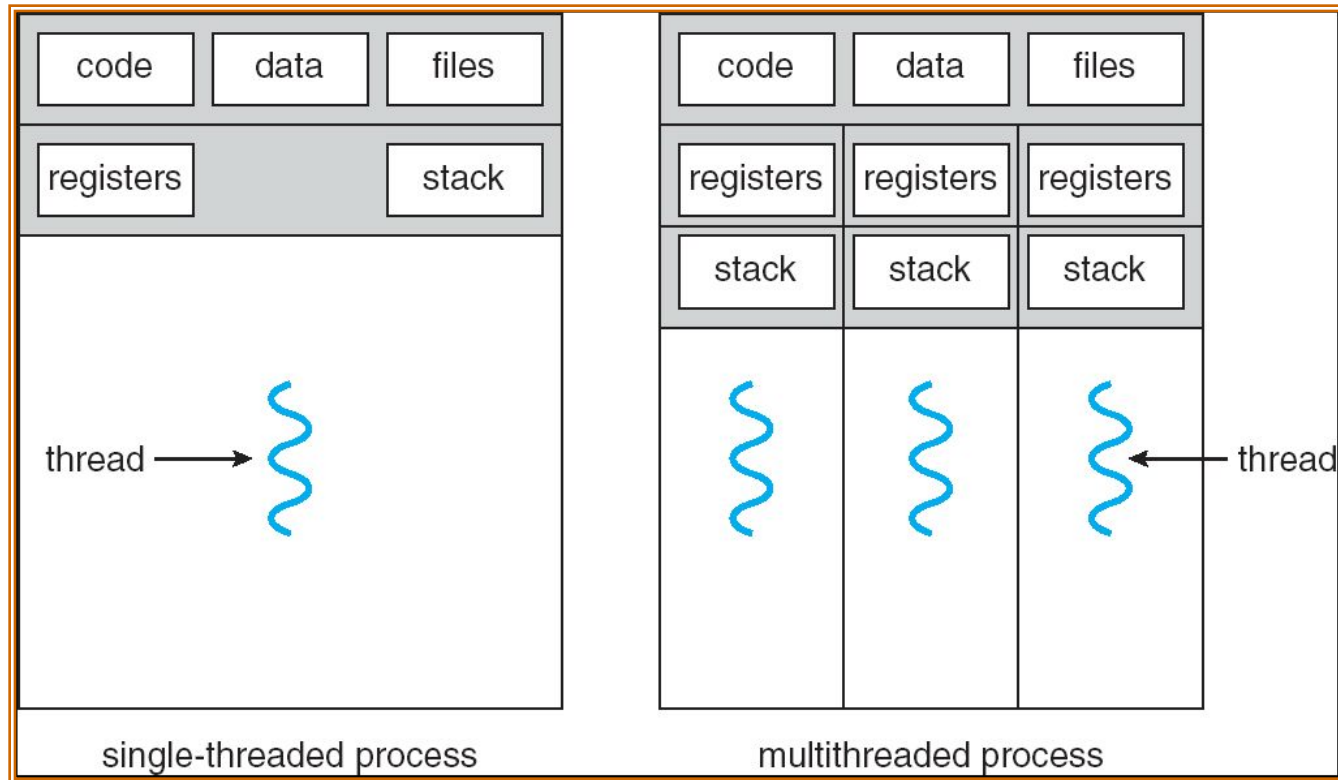 code data files
registers stack
thread
single-threaded process
code data files
registers registers registers
stack stack stack
thread
multithreaded process